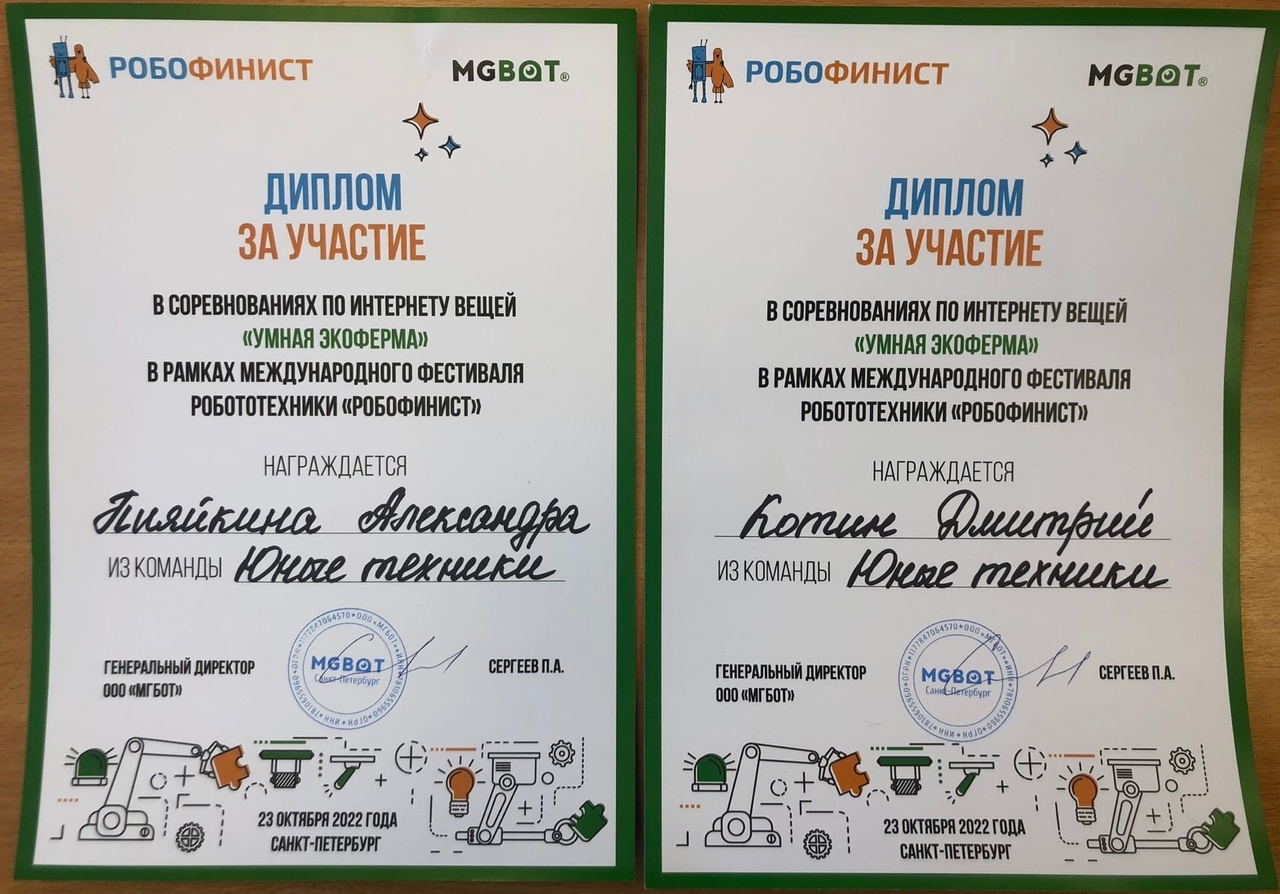 РОБОФИНИСТ
MGBOT®
ДИПЛОМ
ЗА УЧАСТИЕ
В СОРЕВНОВАНИЯХ ПО ИНТЕРНЕТУ ВЕЩЕЙ
«УМНАЯ ЭКОФЕРМА»
В РАМКАХ МЕЖДУНАРОДНОГО ФЕСТИВАЛЯ
РОБОТОТЕХНИКИ «РОБОФИНИСТ»
НАГРАЖДАЕТСЯ
Пияйкина Александра
ИЗ КОМАНДЫ Юные техники
ГЕНЕРАЛЬНЫЙ ДИРЕКТОР
ООО «МГБОТ»
MGBOT
Санкт-Петербург
СЕРГЕЕВ П.А.
23 ОКТЯБРЯ 2022 ГОДА
САНКТ-ПЕТЕРБУРГ
РОБОФИНИСТ
MGBOT®
ДИПЛОМ
ЗА УЧАСТИЕ
В СОРЕВНОВАНИЯХ ПО ИНТЕРНЕТУ ВЕЩЕЙ
«УМНАЯ ЭКОФЕРМА»
В РАМКАХ МЕЖДУНАРОДНОГО ФЕСТИВАЛЯ
РОБОТОТЕХНИКИ «РОБОФИНИСТ»
НАГРАЖДАЕТСЯ
Котин Дмитрий
ИЗ КОМАНДЫ Юные техники
ГЕНЕРАЛЬНЫЙ ДИРЕКТОР
ООО «МГБОТ»
MGBOT
Санкт-Петербург
СЕРГЕЕВ П.А.
23 ОКТЯБРЯ 2022 ГОДА
САНКТ-ПЕТЕРБУРГ